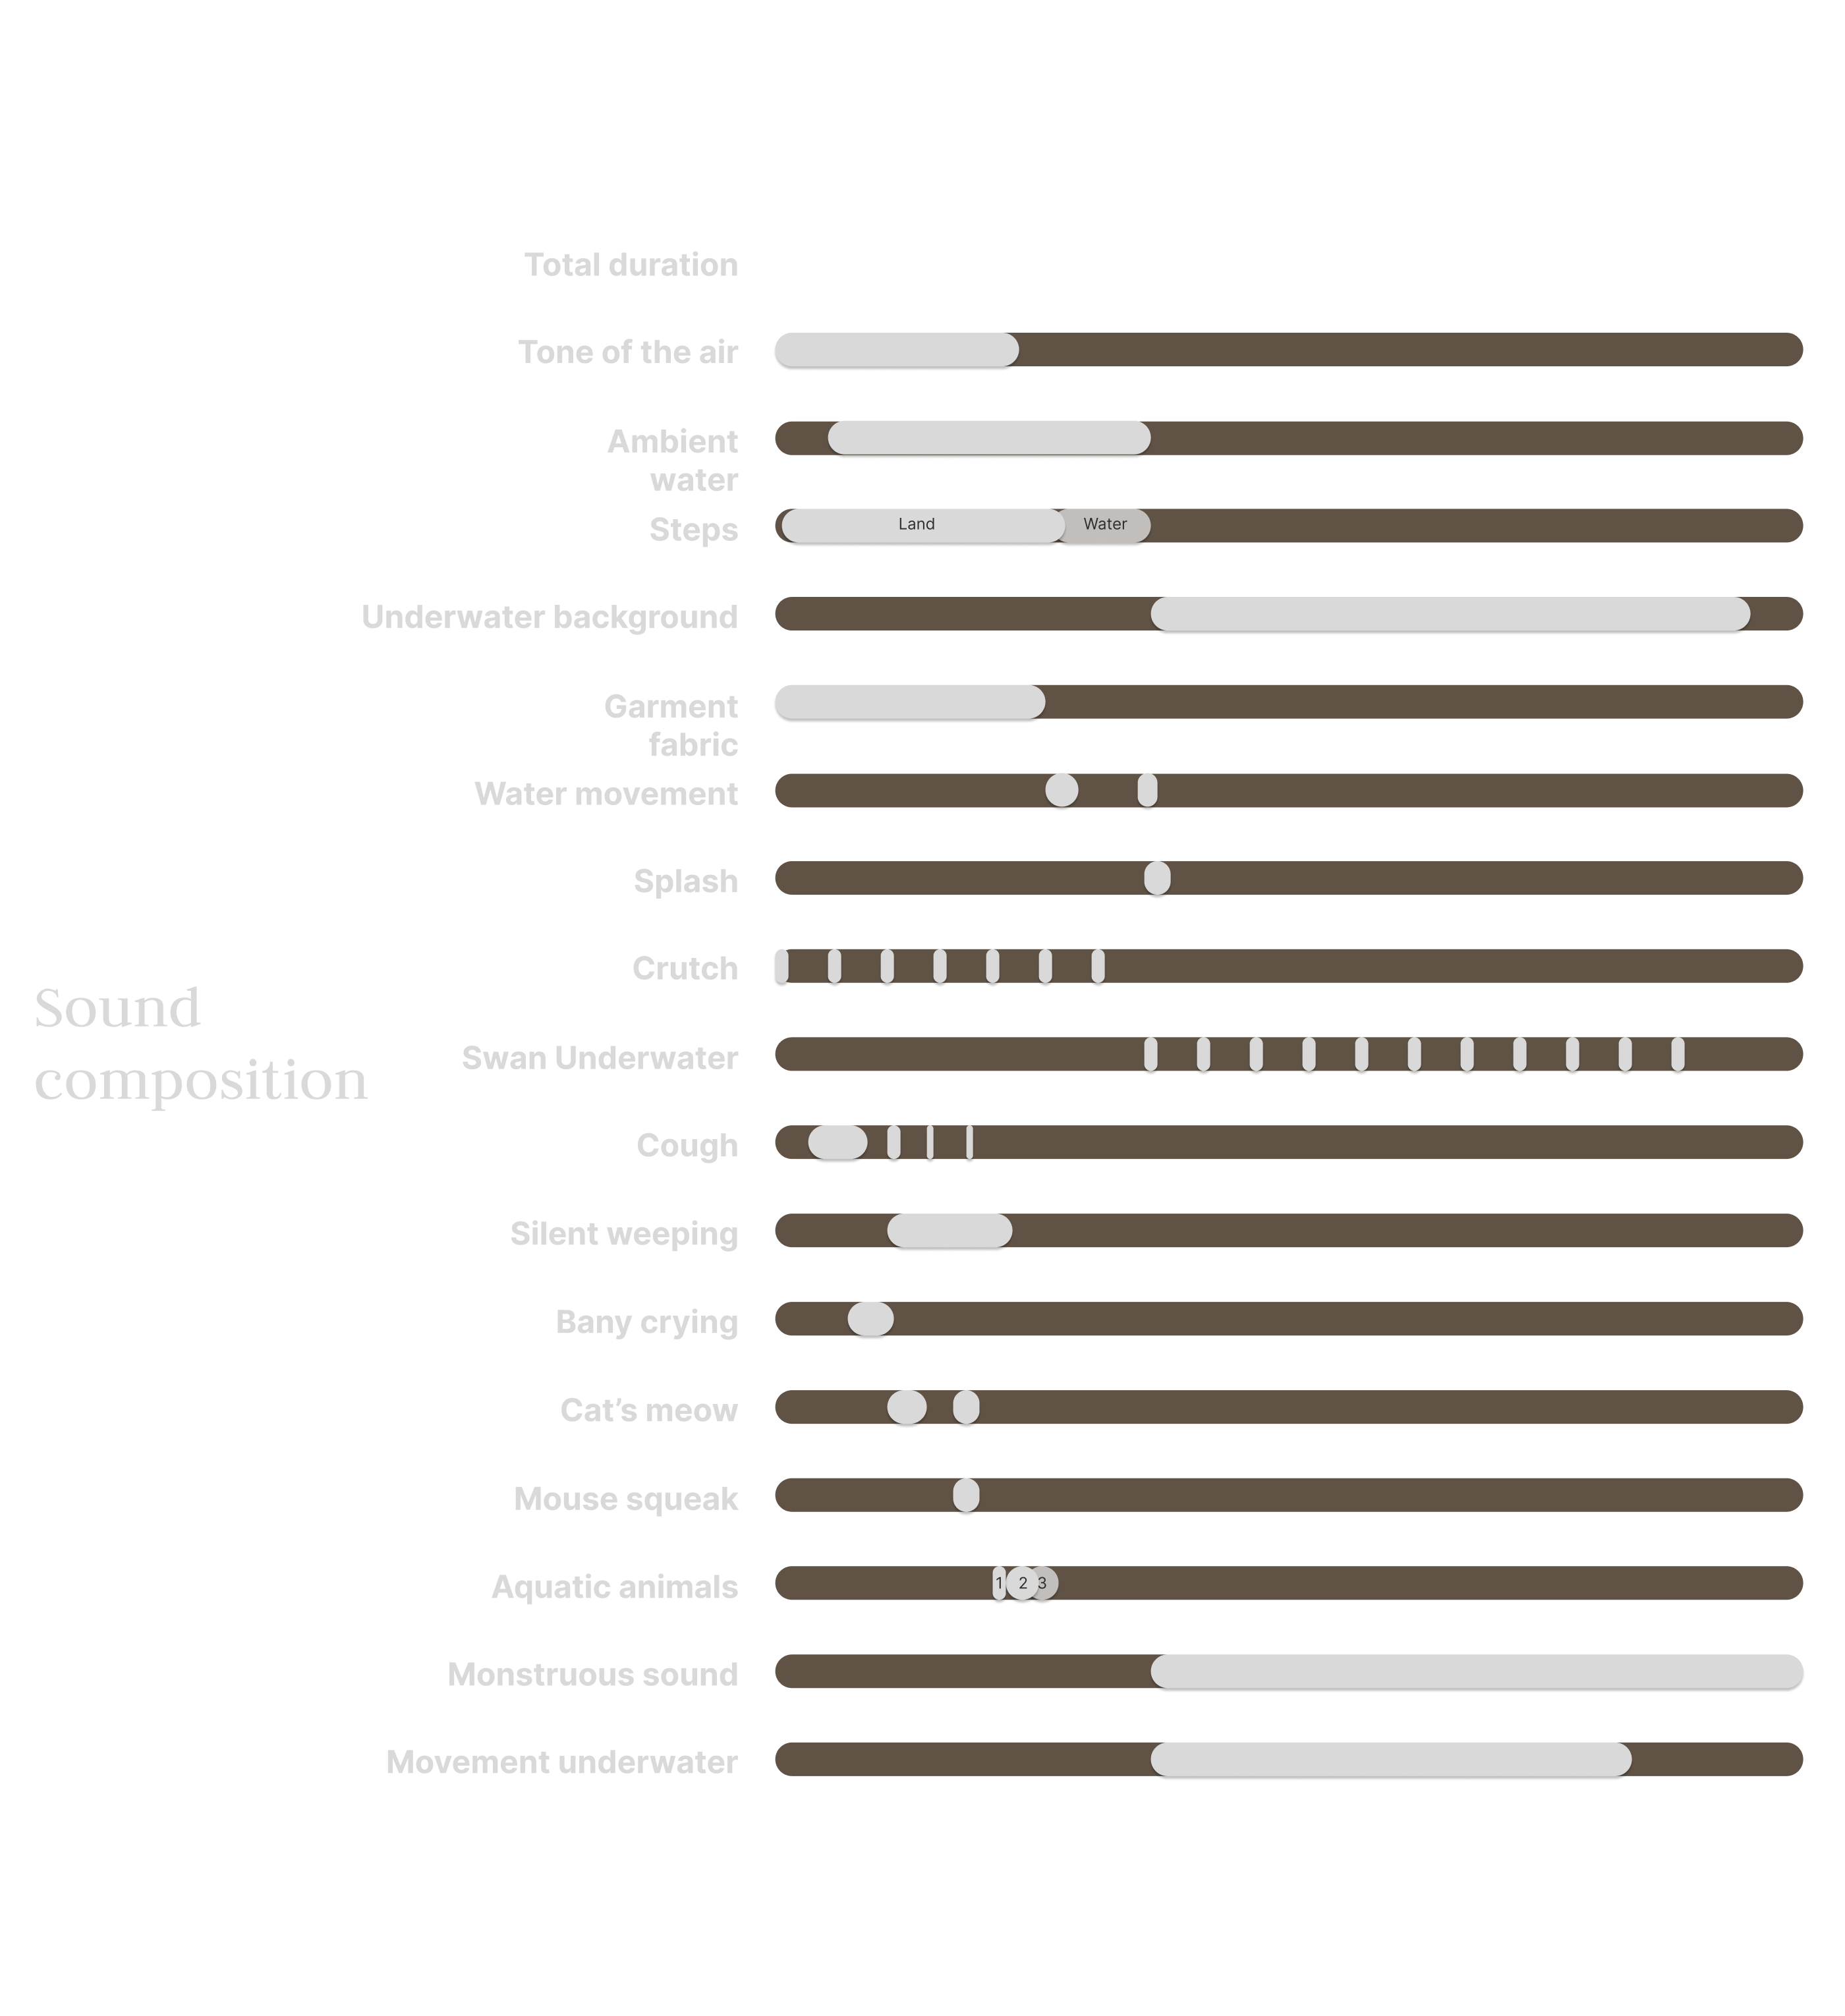 Sound
composition
Total duration
Tone of the air
Ambient
water
Steps
Land
Water
Underwater background
Garment
fabric
Water movement
Splash
Crutch
Swan Underwater
Cough
Silent weeping
Bany crying
Cat’s meow
Mouse squeak
Aquatic animals
1 2 3
Monstruous sound
Movement underwater